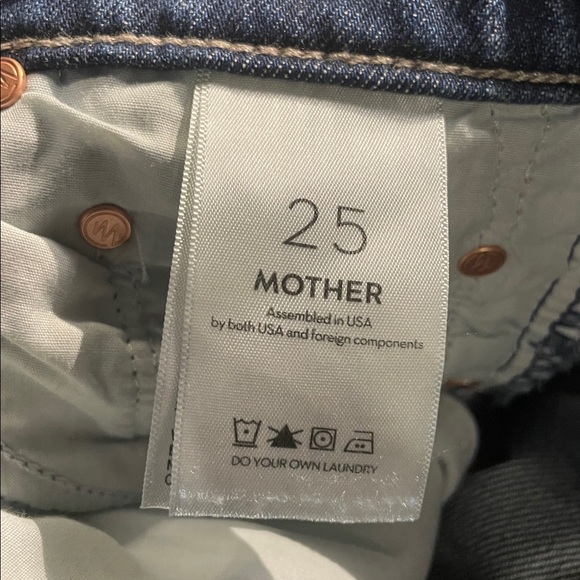 25
MOTHER
Assembled in USA
by both USA and foreign components
DO YOUR OWN LAUNDRY